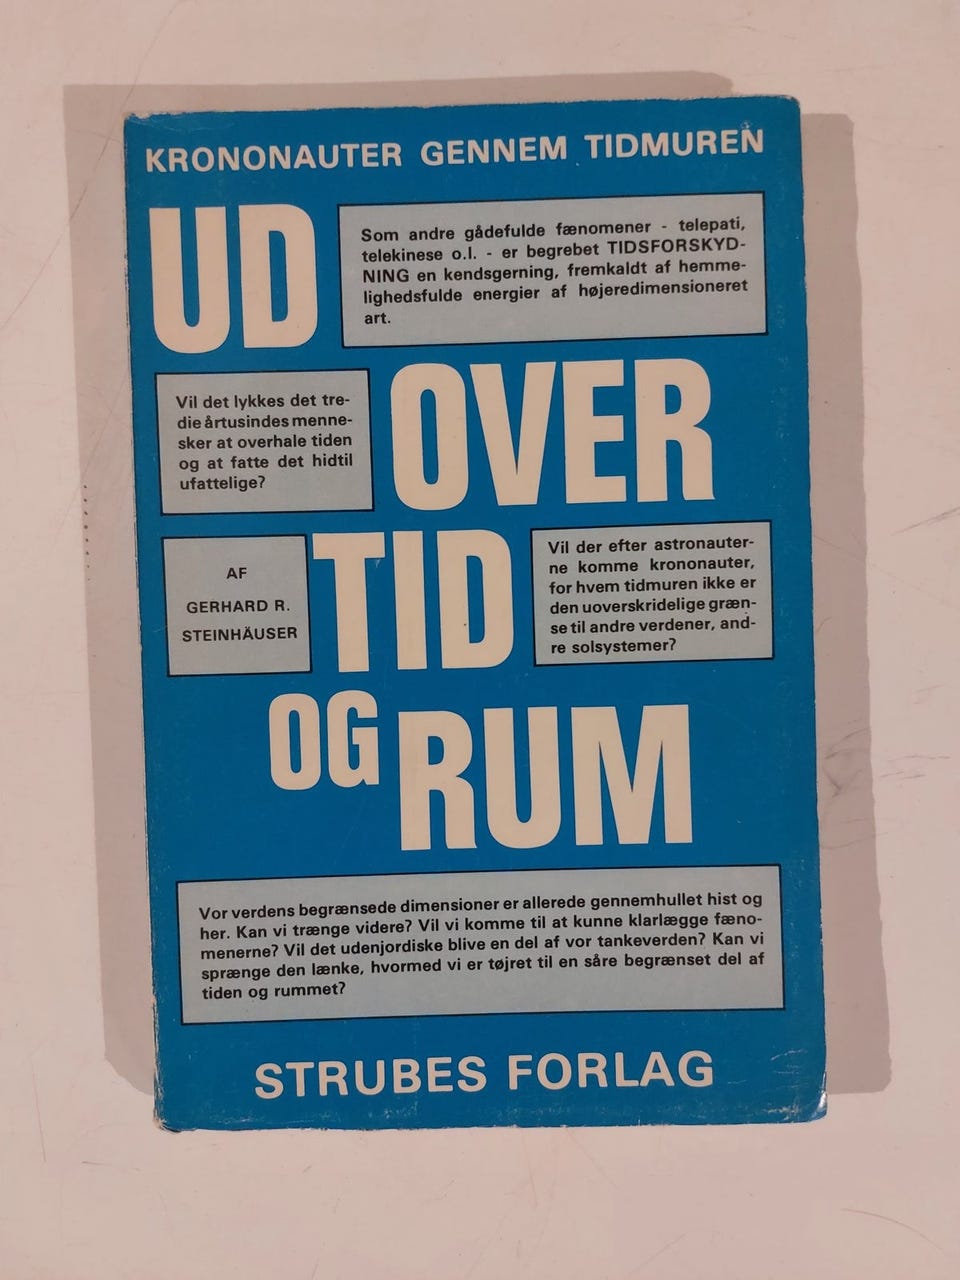 KRONONAUTER GENNEM TIDMUREN
UD
Som andre gådefulde fænomener - telepati,
telekinese o.l. - er begrebet TIDSFORSKYD-
NING en kendsgerning, fremkaldt af hemme-
lighedsfulde energier af højeredimensioneret
art.
Vil det lykkes det tre-
die årtusindes menne-
sker at overhale tiden
og at fatte det hidtil
ufattelige?
OVER
AF
GERHARD R.
STEINHÄUSER
TID
Vil der efter astronauter-
ne komme krononauter,
for hvem tidmuren ikke er
den uoverskridelige græn-
se til andre verdener, and-
re solsystemer?
OG
RUM
Vor verdens begrænsede dimensioner er allerede gennemhullet hist og
her. Kan vi trænge videre? Vil vi komme til at kunne klarlægge fæno-
menerne? Vil det udenjordiske blive en del af vor tankeverden? Kan vi
sprænge den lænke, hvormed vi er tøjret til en såre begrænset del af
tiden og rummet?
STRUBES FORLAG